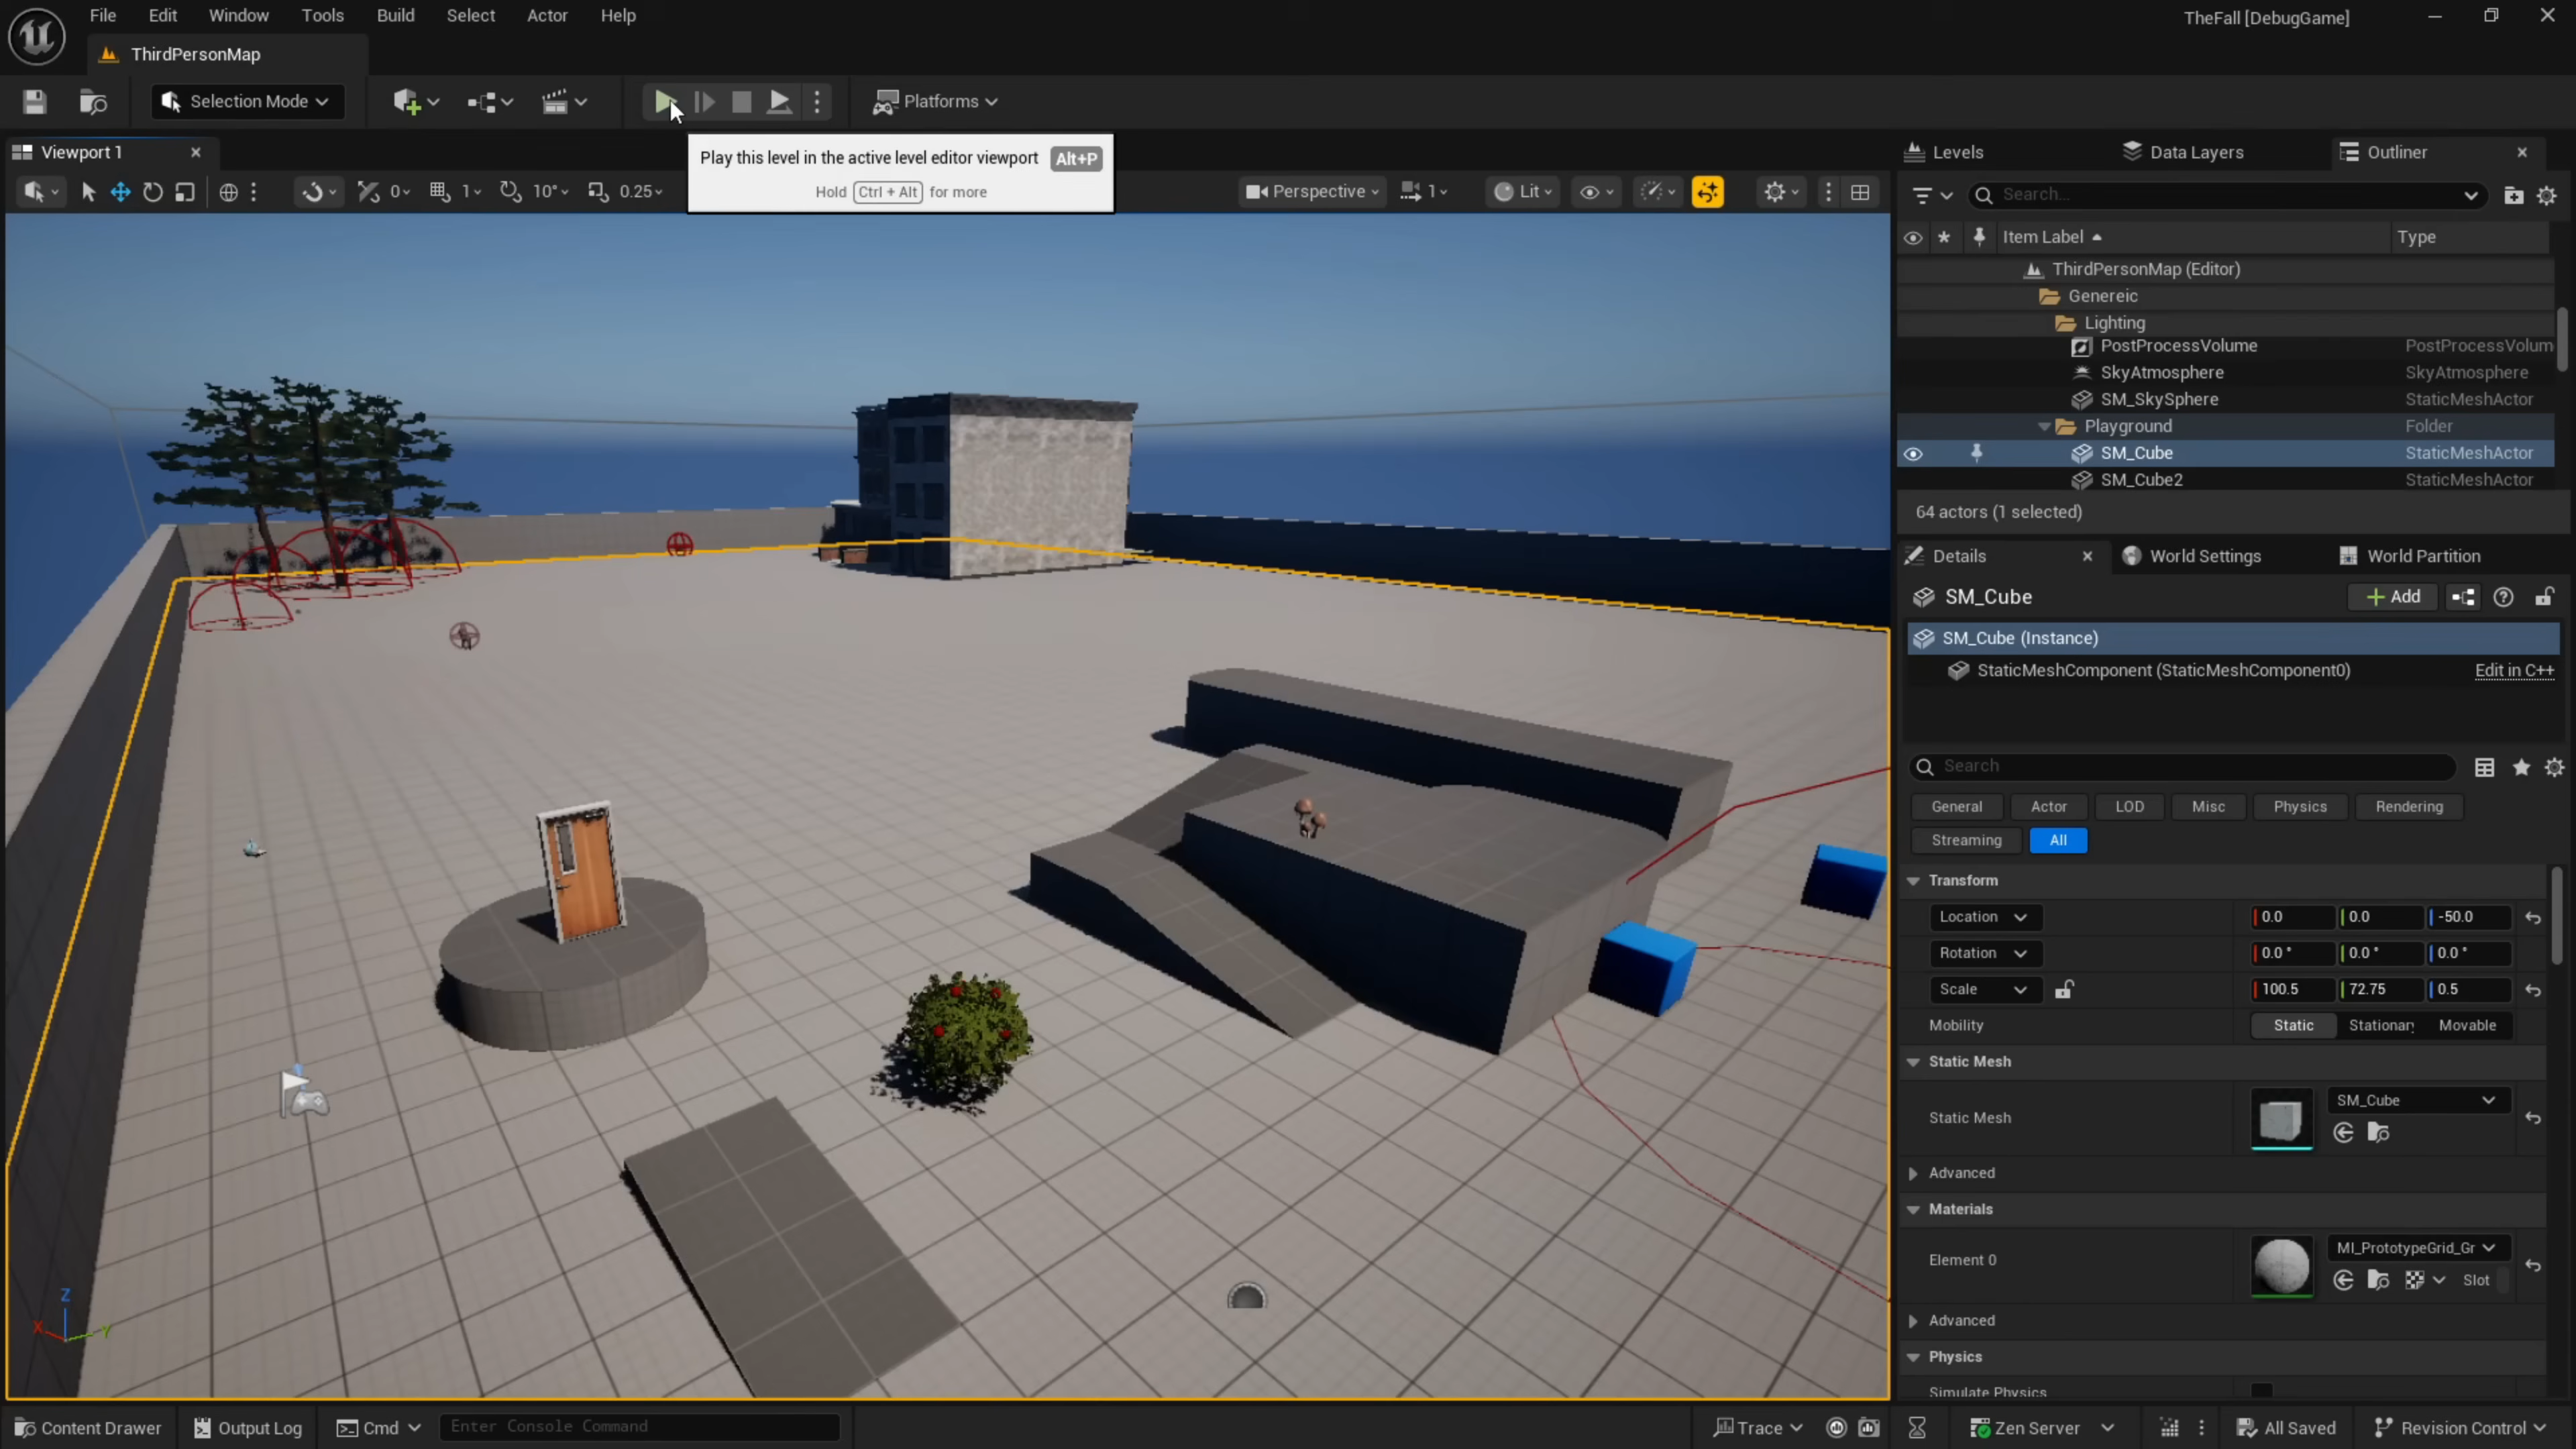 File Edit Window Tools Build Select Actor Help
TheFall [DebugGame]
ThirdPersonMap
Selection Mode
Platforms
Viewport 1
Play this level in the active level editor viewport Alt+P
Hold Ctrl + Alt for more
0 1 10° 0.25
Perspective 1 Lit
Levels Data Layers Outliner
Search...
Item Label Type
ThirdPersonMap (Editor)
Genereic
Lighting
PostProcessVolume PostProcessVolum
SkyAtmosphere SkyAtmosphere
SM_SkySphere StaticMeshActor
Playground Folder
SM_Cube StaticMeshActor
SM_Cube2 StaticMeshActor
64 actors (1 selected)
Details World Settings World Partition
SM_Cube
Add
SM_Cube (Instance)
StaticMeshComponent (StaticMeshComponent0) Edit in C++
Search
General Actor LOD Misc Physics Rendering
Streaming All
Transform
Location 0.0 0.0 -50.0
Rotation 0.0 ° 0.0 ° 0.0 °
Scale 100.5 72.75 0.5
Mobility Static Stationar Movable
Static Mesh
Static Mesh SM_Cube
Advanced
Materials
Element 0 MI_PrototypeGrid_Gr
Slot
Advanced
Physics
Simulate Physics
Z
X Y
Content Drawer Output Log Cmd Enter Console Command Trace Zen Server All Saved Revision Control